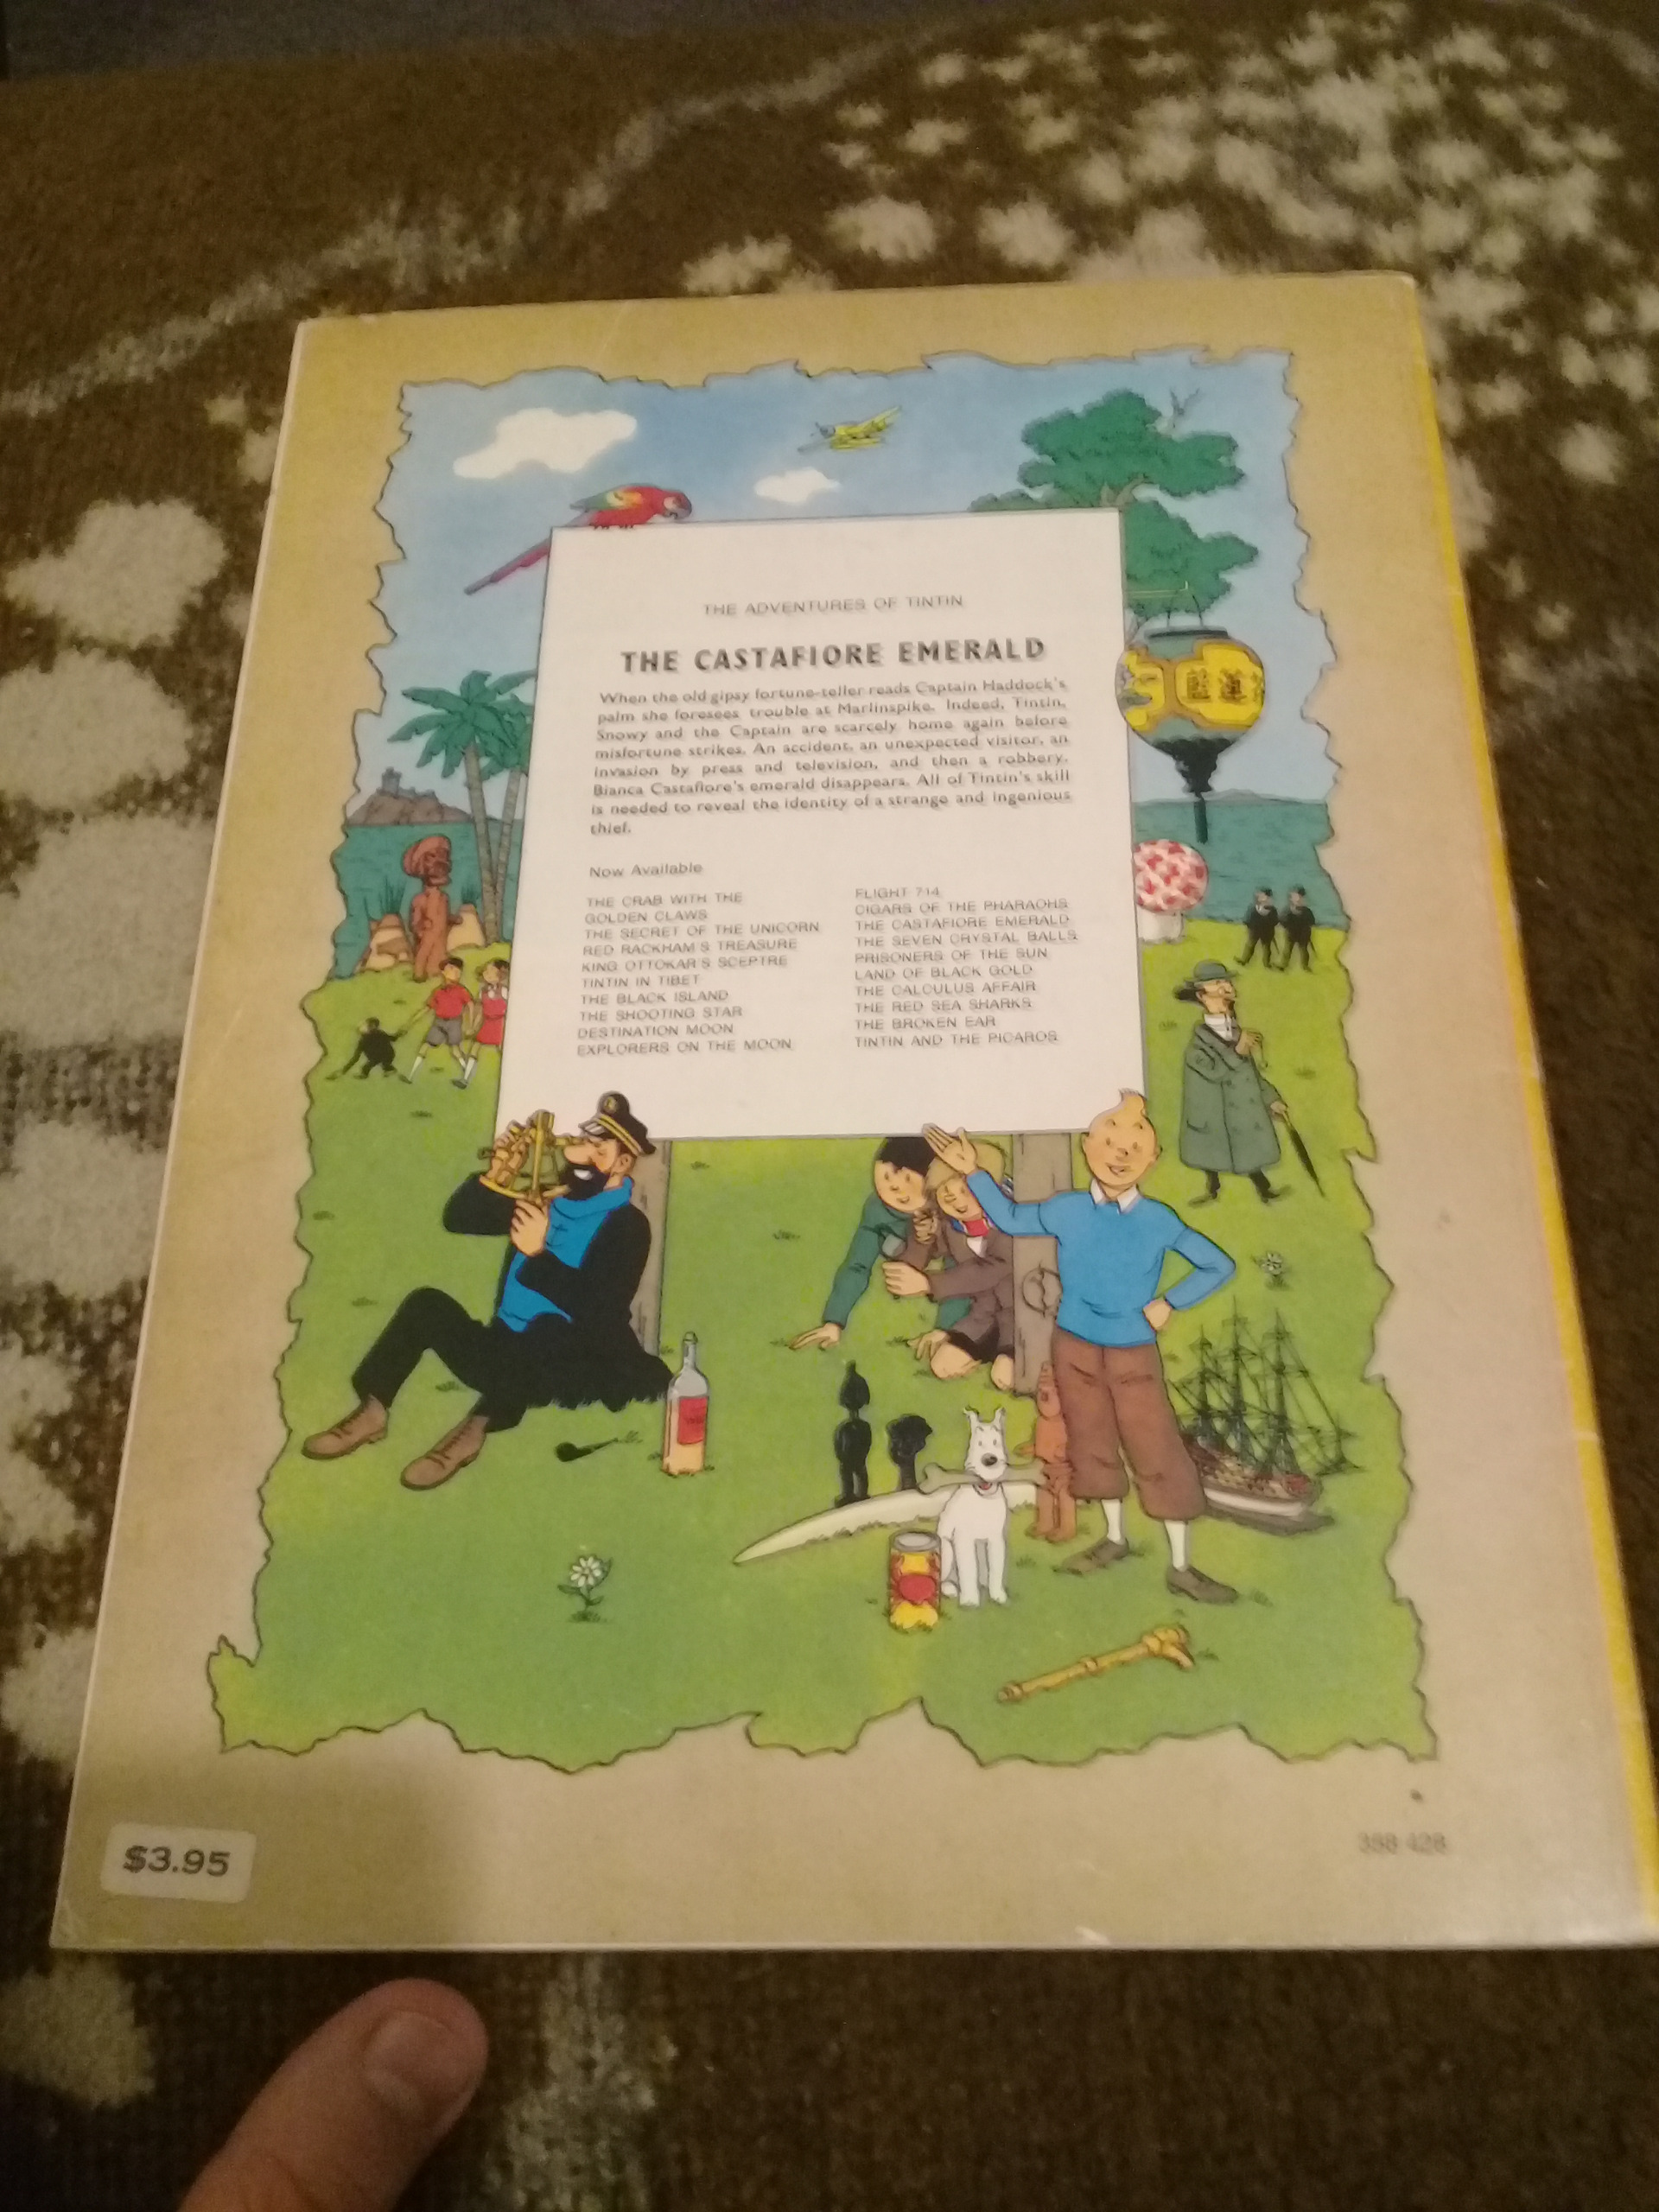 THE ADVENTURES OF TINTIN
THE CASTAFIORE EMERALD
When the old gipsy fortune-teller reads Captain Haddock's
palm she foresees trouble at Marlinspike. Indeed, Tintin,
Snowy and the Captain are scarcely home again before
misfortune strikes. An accident, an unexpected visitor, an
invasion by press and television, and then a robbery.
Bianca Castafiore's emerald disappears. All of Tintin's skill
is needed to reveal the identity of a strange and ingenious
thief.
Now Available
THE CRAB WITH THE
GOLDEN CLAWS
THE SECRET OF THE UNICORN
RED RACKHAM'S TREASURE
KING OTTOKAR'S SCEPTRE
TINTIN IN TIBET
THE BLACK ISLAND
THE SHOOTING STAR
DESTINATION MOON
EXPLORERS ON THE MOON
FLIGHT 714
CIGARS OF THE PHARAOHS
THE CASTAFIORE EMERALD
THE SEVEN CRYSTAL BALLS
PRISONERS OF THE SUN
LAND OF BLACK GOLD
THE CALCULUS AFFAIR
THE RED SEA SHARKS
THE BROKEN EAR
TINTIN AND THE PICAROS
$3.95